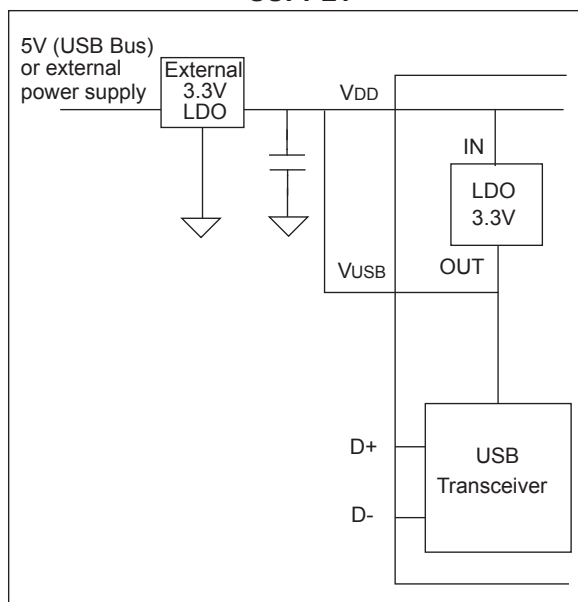 5V (USB Bus)
or external
power supply
External
3.3V
LDO
VDD
IN
LDO
3.3V
OUT
VUSB
D+
D-
USB
Transceiver